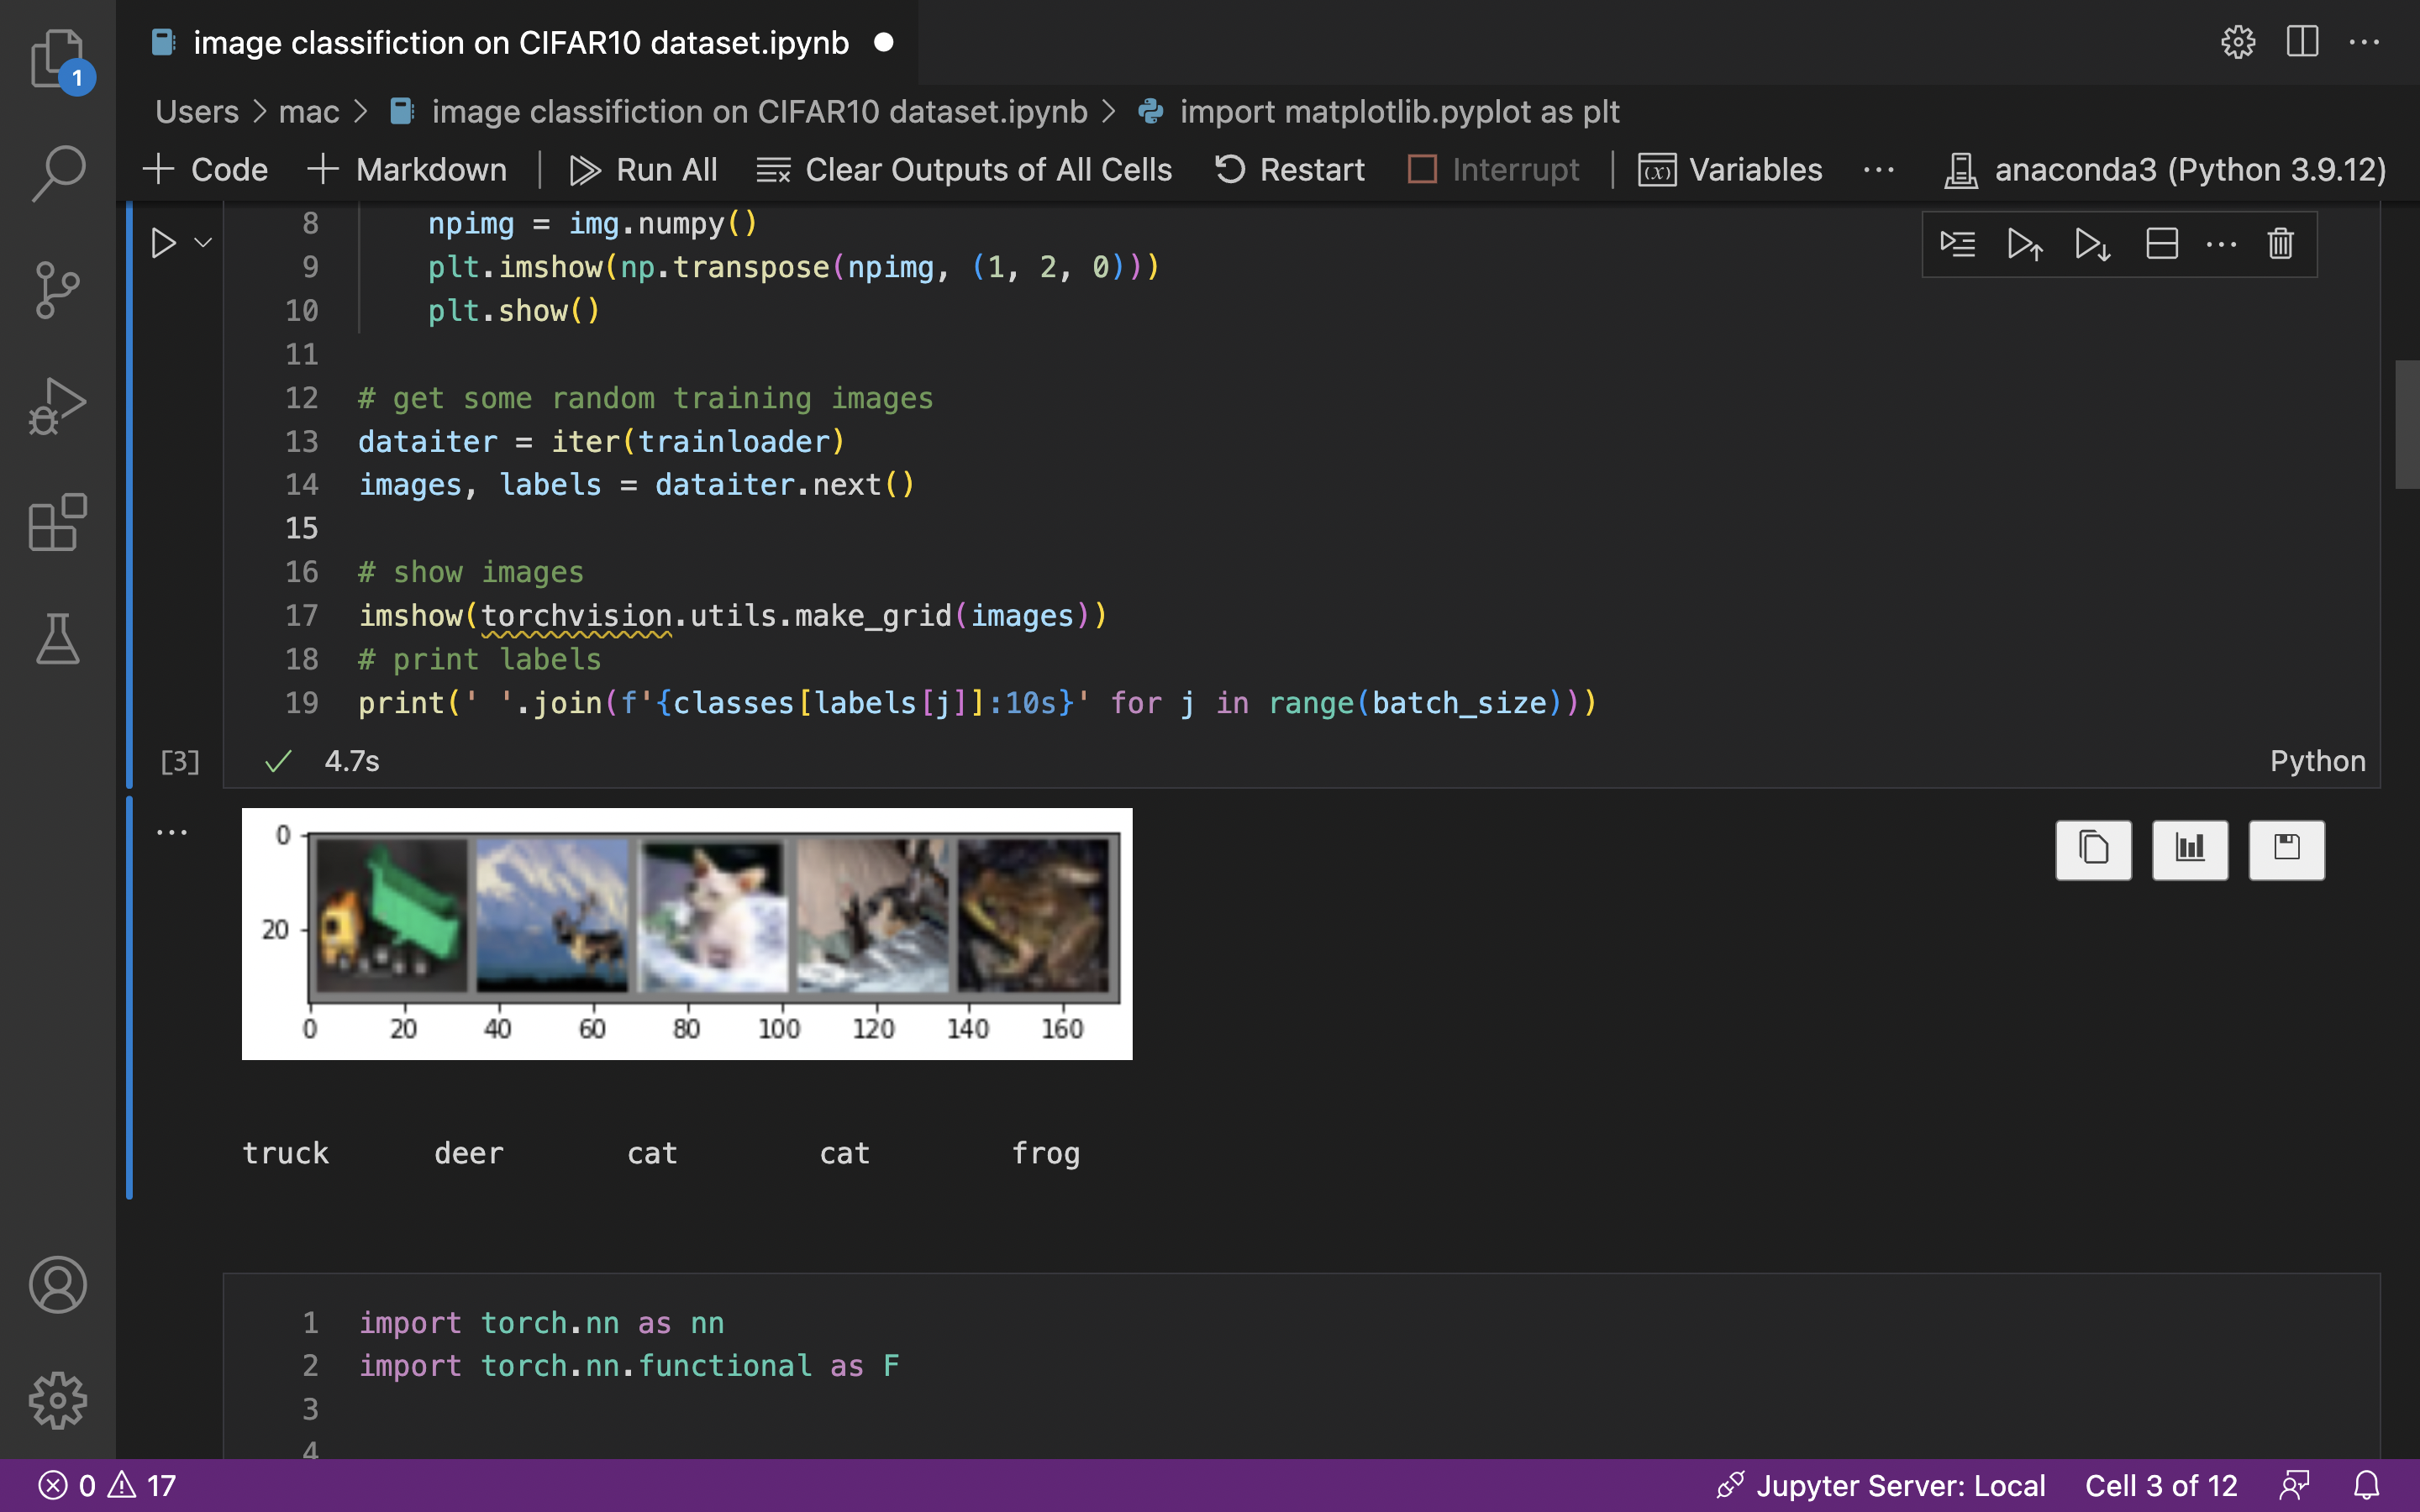 image classifiction on CIFAR10 dataset.ipynb
1
Users > mac > image classifiction on CIFAR10 dataset.ipynb > import matplotlib.pyplot as plt
+ Code + Markdown | Run All Clear Outputs of All Cells Restart Interrupt | Variables ... anaconda3 (Python 3.9.12)
8 npimg = img.numpy()
9 plt.imshow(np.transpose(npimg, (1, 2, 0)))
10 plt.show()
11
12 # get some random training images
13 dataiter = iter(trainloader)
14 images, labels = dataiter.next()
15
16 # show images
17 imshow(torchvision.utils.make_grid(images))
18 # print labels
19 print(' '.join(f'{classes[labels[j]]:10s}' for j in range(batch_size)))
[3] 4.7s Python
0
20
0 20 40 60 80 100 120 140 160
truck deer cat cat frog
1 import torch.nn as nn
2 import torch.nn.functional as F
3
4
0 17 Jupyter Server: Local Cell 3 of 12